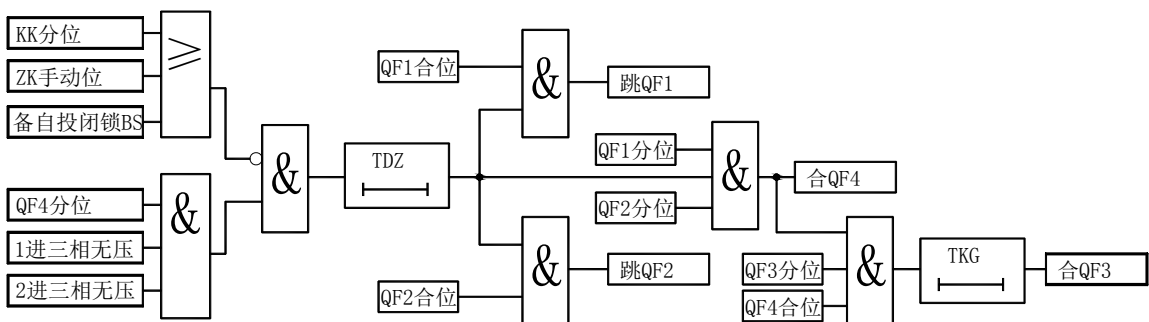 KK分位
ZK手动位
备自投闭锁BS
≥
QF4分位
1进三相无压
2进三相无压
&
&
TDZ
QF1合位
&
跳QF1
QF1分位
QF2分位
&
合QF4
QF2合位
&
跳QF2
QF3分位
QF4合位
&
TKG
合QF3